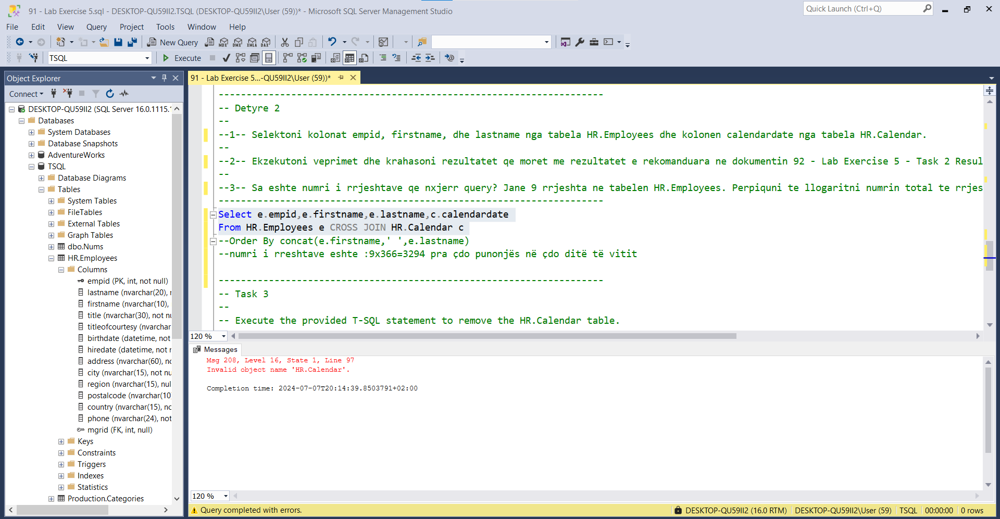 91 - Lab Exercise 5.sql - DESKTOP-QU59II2.TSQL (DESKTOP-QU59II2\User (59))* - Microsoft SQL Server Management Studio
Quick Launch (Ctrl+Q)
File Edit View Query Project Tools Window Help
New Query
MDX DMX XMLA DAX
TSQL
Execute
Object Explorer
91 - Lab Exercise 5...-QU59II2\User (59))*
Connect
DESKTOP-QU59II2 (SQL Server 16.0.1115.1
Databases
System Databases
Database Snapshots
AdventureWorks
TSQL
Database Diagrams
Tables
System Tables
FileTables
External Tables
Graph Tables
dbo.Nums
HR.Employees
Columns
empid (PK, int, not null)
lastname (nvarchar(20), r
firstname (nvarchar(10),
title (nvarchar(30), not nu
titleofcourtesy (nvarchar
birthdate (datetime, not
hiredate (datetime, not r
address (nvarchar(60), no
city (nvarchar(15), not nu
region (nvarchar(15), nul
postalcode (nvarchar(10)
country (nvarchar(15), nc
phone (nvarchar(24), not
mgrid (FK, int, null)
Keys
Constraints
Triggers
Indexes
Statistics
Production.Categories
---------------------------------------------------------------------
-- Detyre 2
--
--1-- Selektoni kolonat empid, firstname, dhe lastname nga tabela HR.Employees dhe kolonen calendardate nga tabela HR.Calendar.
--
--2-- Ekzekutoni veprimet dhe krahasoni rezultatet qe moret me rezultatet e rekomanduara ne dokumentin 92 - Lab Exercise 5 - Task 2 Resul
--
--3-- Sa eshte numri i rrjeshtave qe nxjerr query? Jane 9 rrjeshta ne tabelen HR.Employees. Perpiquni te llogaritni numrin total te rrjes
---------------------------------------------------------------------
Select e.empid,e.firstname,e.lastname,c.calendardate
From HR.Employees e CROSS JOIN HR.Calendar c
--Order By concat(e.firstname,' ',e.lastname)
--numri i rreshtave eshte :9x366=3294 pra çdo punonjës në çdo ditë të vitit
---------------------------------------------------------------------
-- Task 3
--
-- Execute the provided T-SQL statement to remove the HR.Calendar table.
120 %
Messages
Msg 208, Level 16, State 1, Line 97
Invalid object name 'HR.Calendar'.
Completion time: 2024-07-07T20:14:39.8503791+02:00
120 %
Query completed with errors.
DESKTOP-QU59II2 (16.0 RTM) DESKTOP-QU59II2\User (59) TSQL 00:00:00 0 rows